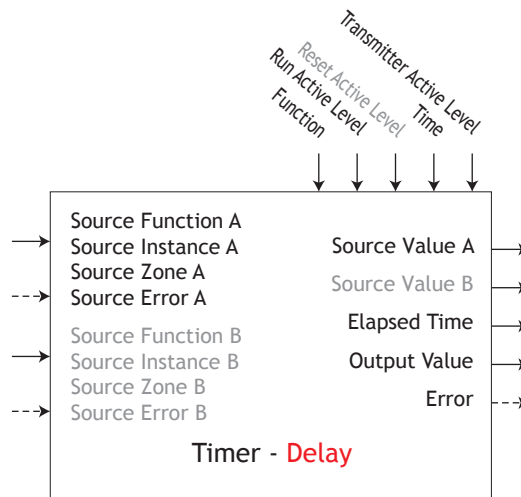 Function
Run Active Level
Reset Active Level
Time
Transmitter Active Level
Source Function A
Source Instance A
Source Zone A
Source Error A
Source Function B
Source Instance B
Source Zone B
Source Error B
Source Value A
Source Value B
Elapsed Time
Output Value
Error
Timer - Delay